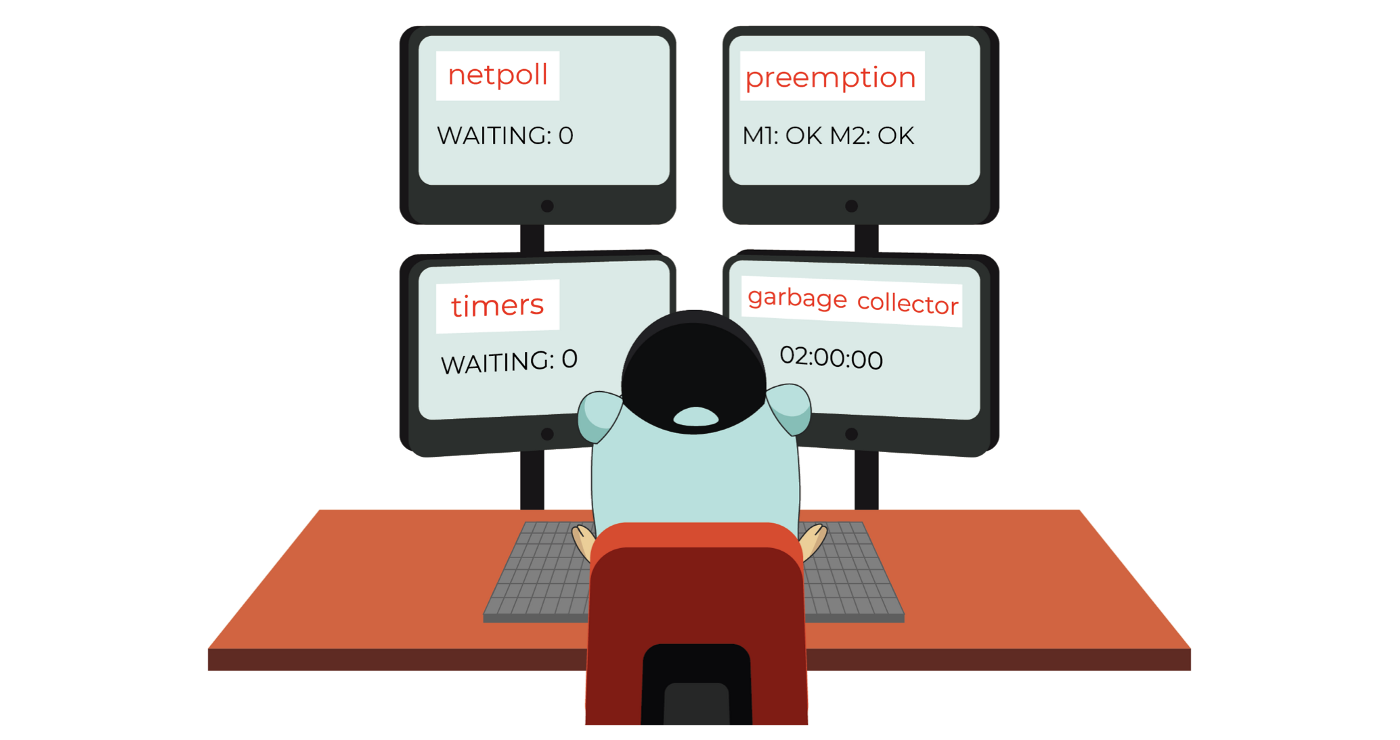 netpoll
WAITING: 0
preemption
M1: OK M2: OK
timers
WAITING: 0
garbage collector
02:00:00